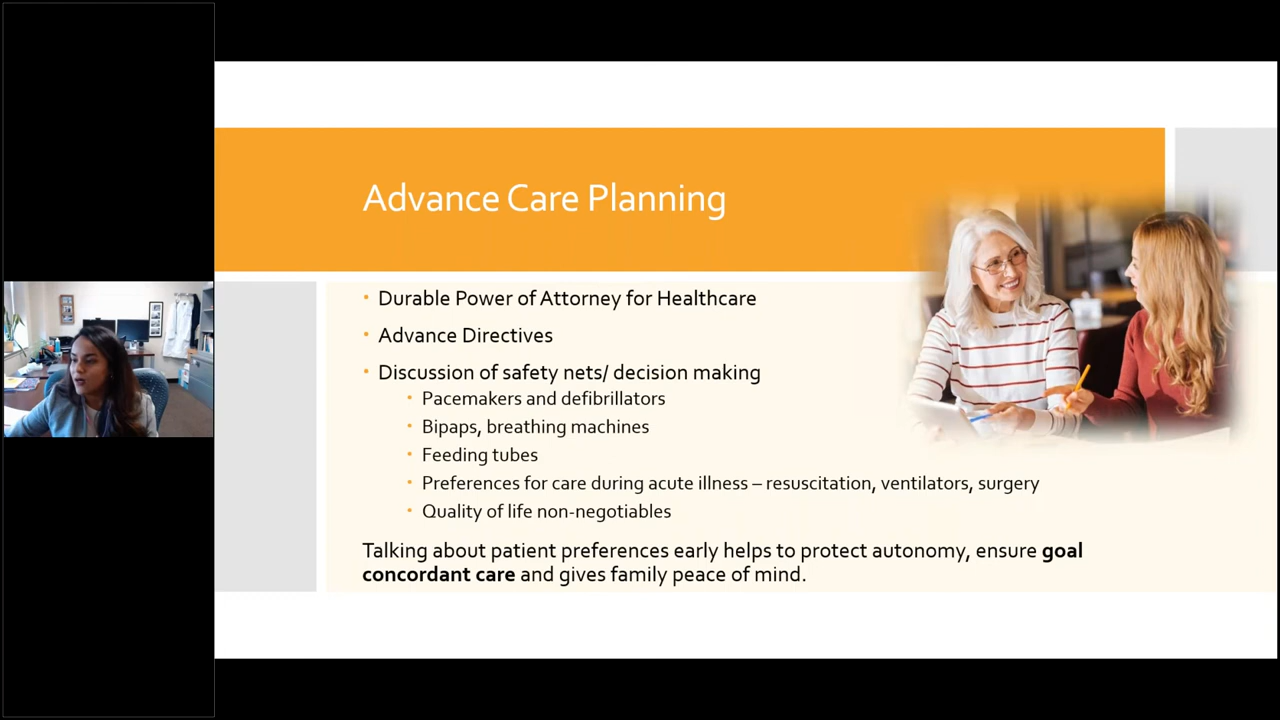 Advance Care Planning
Durable Power of Attorney for Healthcare
Advance Directives
Discussion of safety nets/ decision making
Pacemakers and defibrillators
Bipaps, breathing machines
Feeding tubes
Preferences for care during acute illness – resuscitation, ventilators, surgery
Quality of life non-negotiables
Talking about patient preferences early helps to protect autonomy, ensure goal
concordant care and gives family peace of mind.